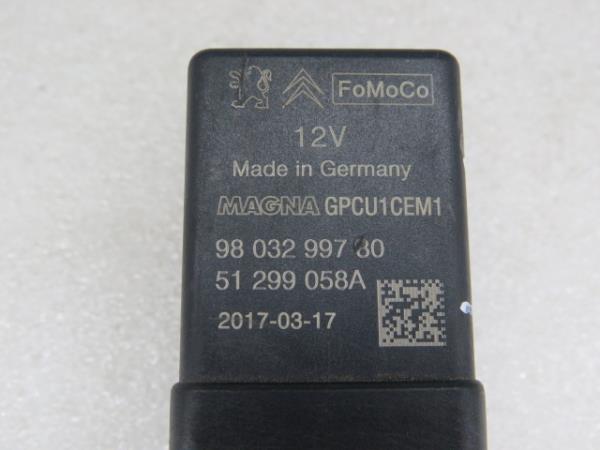 FoMoCo
12V
Made in Germany
MAGNA GPCU1CEM1
98 032 997 80
51 299 058A
2017-03-17